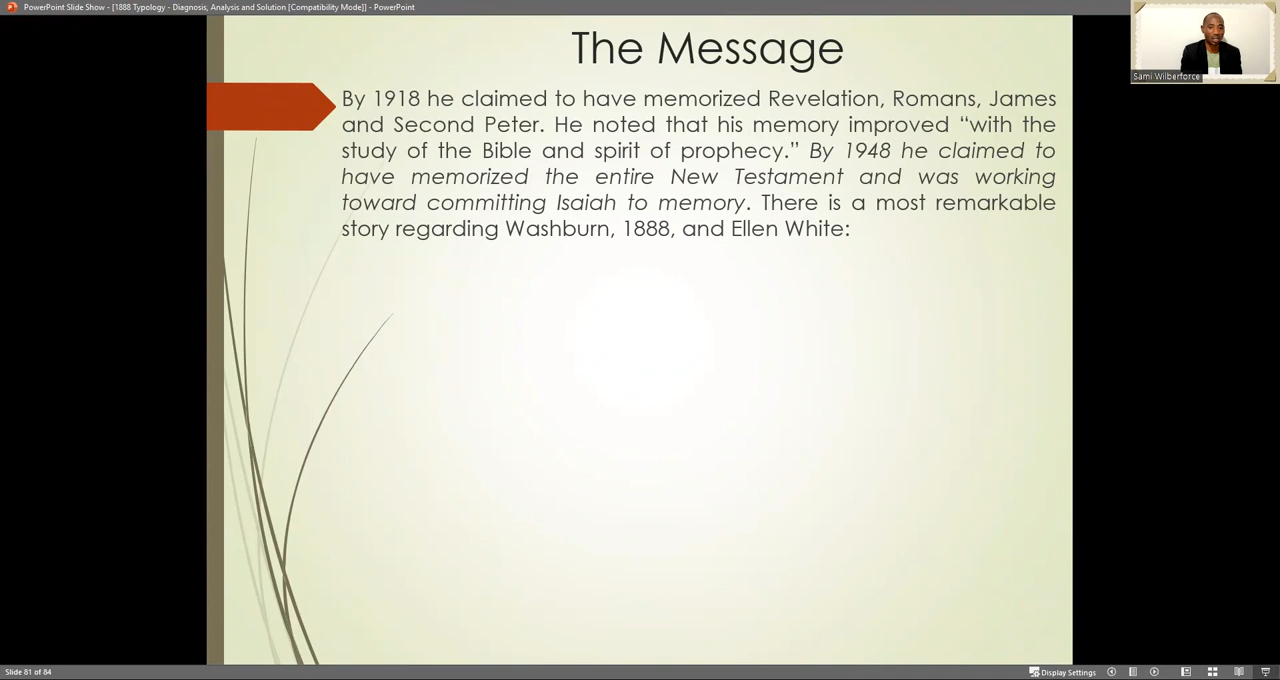 PowerPoint Slide Show - [1888 Typology - Diagnosis, Analysis and Solution [Compatibility Mode]] - PowerPoint
Sami Wilberforce
The Message
By 1918 he claimed to have memorized Revelation, Romans, James
and Second Peter. He noted that his memory improved “with the
study of the Bible and spirit of prophecy.” By 1948 he claimed to
have memorized the entire New Testament and was working
toward committing Isaiah to memory. There is a most remarkable
story regarding Washburn, 1888, and Ellen White:
Slide 81 of 84
Display Settings